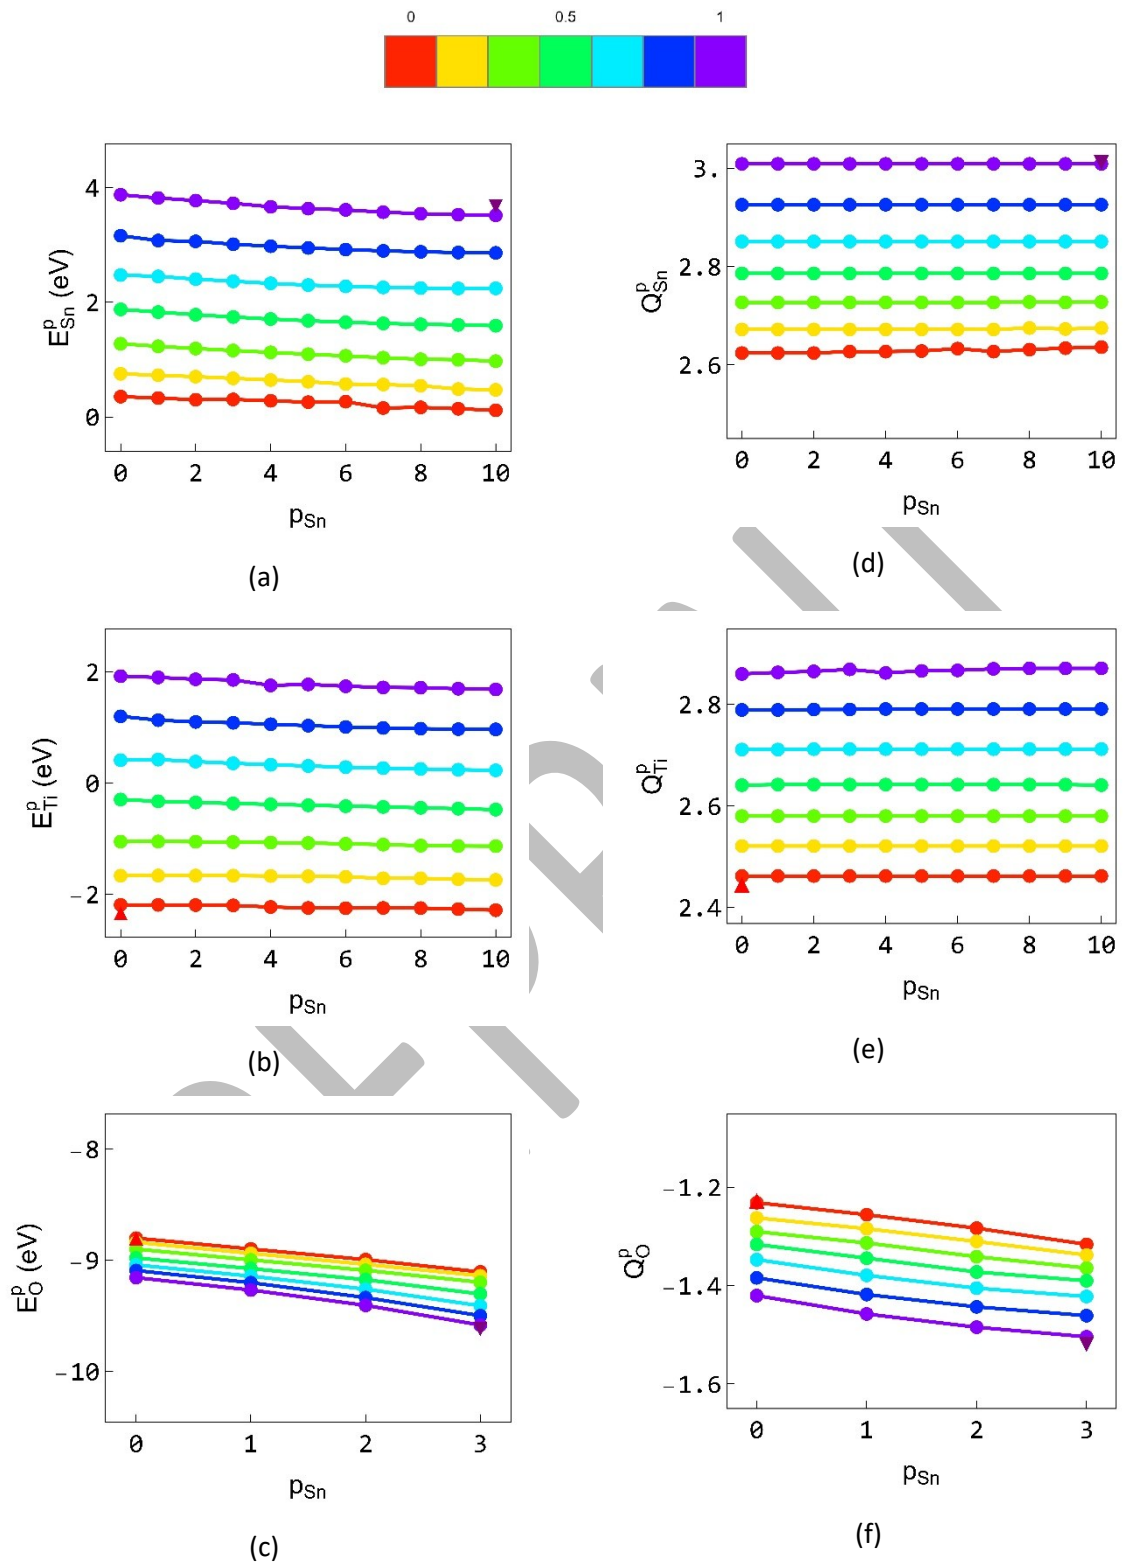 0 0.5 1
4
2
0
E^p_Sn (eV)
0 2 4 6 8 10
p_Sn
(a)
3.
2.8
2.6
Q^p_Sn
0 2 4 6 8 10
p_Sn
(d)
2
0
−2
E^p_Ti (eV)
0 2 4 6 8 10
p_Sn
(b)
2.8
2.6
2.4
Q^p_Ti
0 2 4 6 8 10
p_Sn
(e)
−8
−9
−10
E^p_O (eV)
0 1 2 3
p_Sn
(c)
−1.2
−1.4
−1.6
Q^p_O
0 1 2 3
p_Sn
(f)